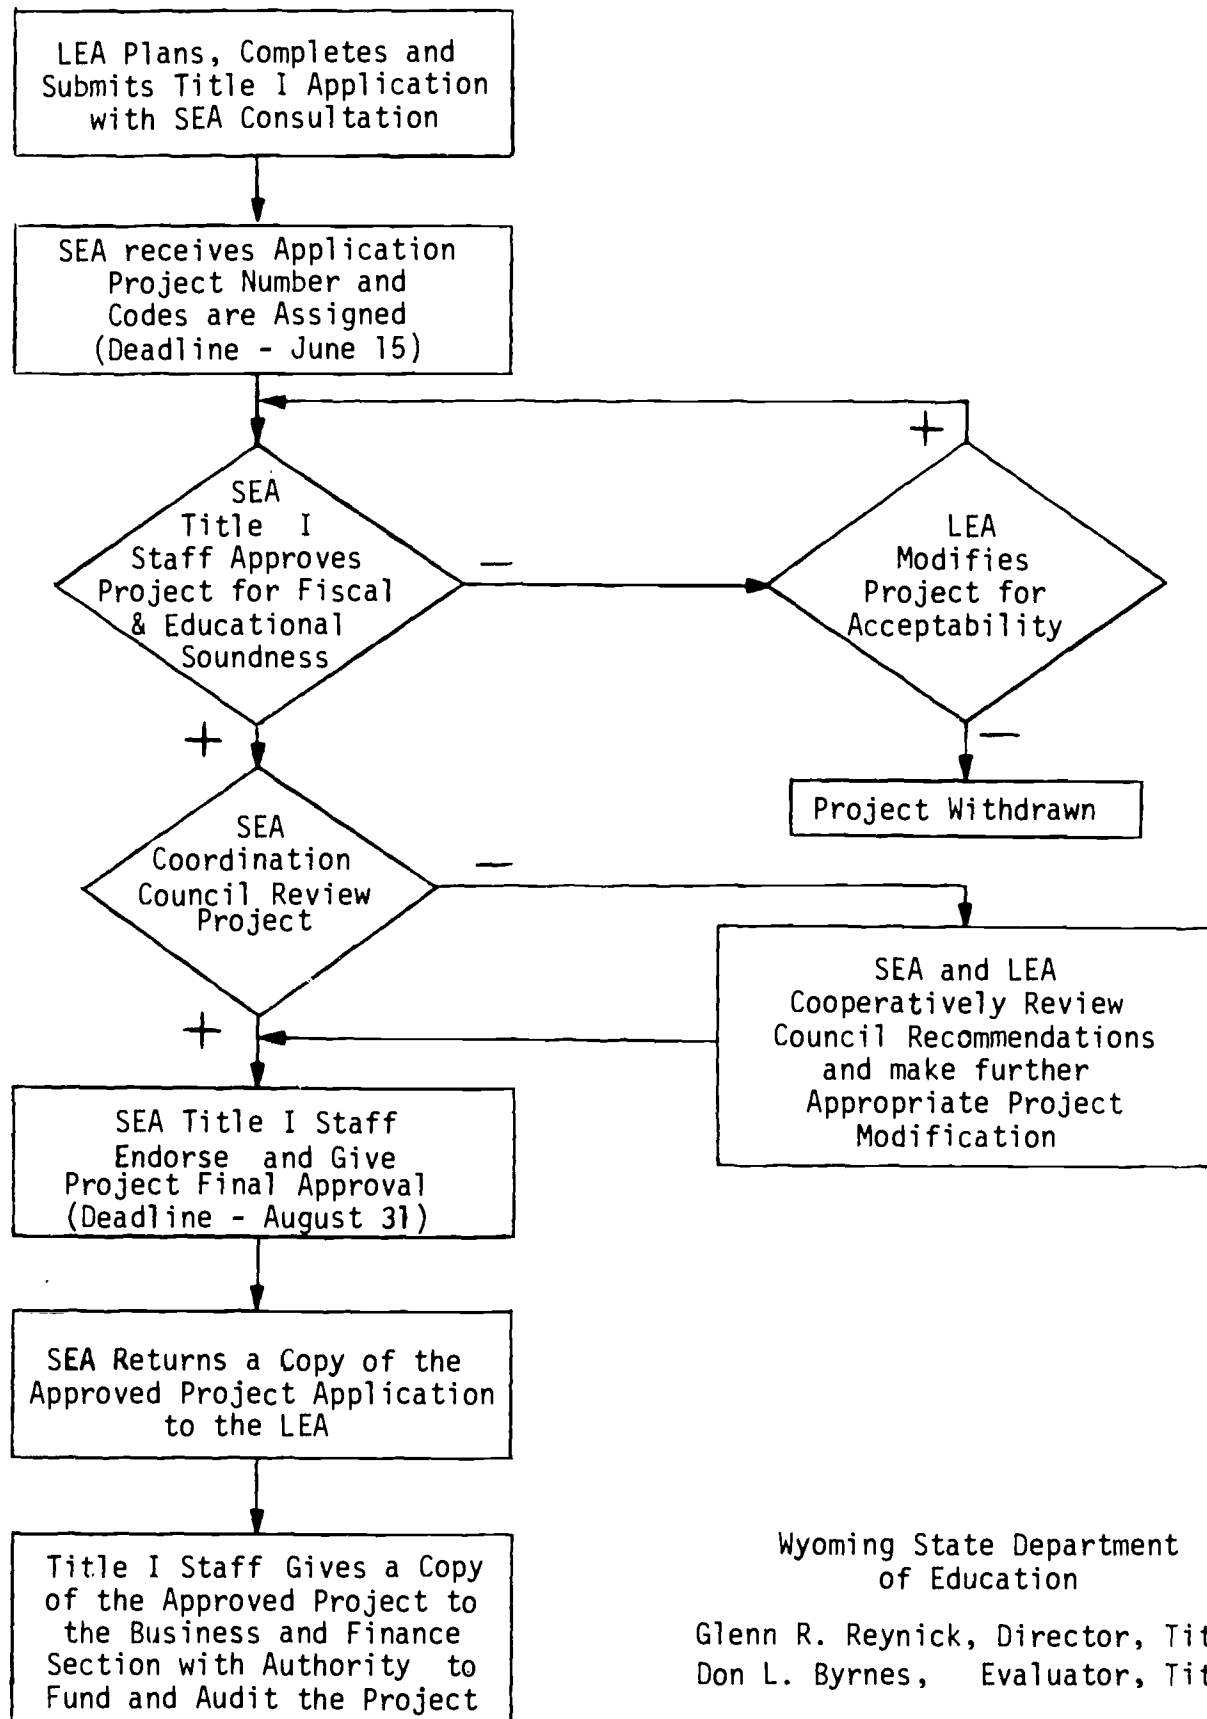 LEA Plans, Completes and
Submits Title I Application
with SEA Consultation
SEA receives Application
Project Number and
Codes are Assigned
(Deadline - June 15)
+
SEA
Title I
Staff Approves
Project for Fiscal
& Educational
Soundness
—
LEA
Modifies
Project for
Acceptability
+
—
Project Withdrawn
SEA
Coordination
Council Review
Project
—
SEA and LEA
Cooperatively Review
Council Recommendations
and make further
Appropriate Project
Modification
+
SEA Title I Staff
Endorse and Give
Project Final Approval
(Deadline - August 31)
SEA Returns a Copy of the
Approved Project Application
to the LEA
Title I Staff Gives a Copy
of the Approved Project to
the Business and Finance
Section with Authority to
Fund and Audit the Project
Wyoming State Department
of Education
Glenn R. Reynick, Director,
Don L. Byrnes, Evaluator,